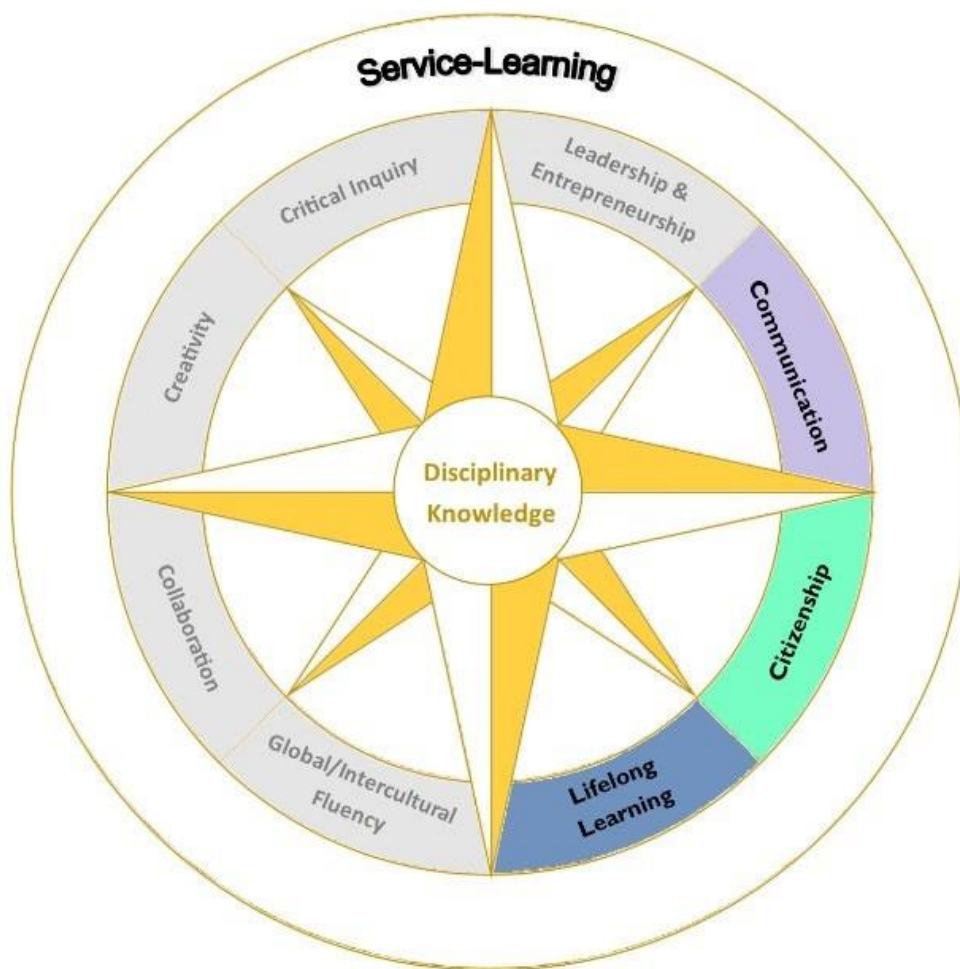 Service-Learning
Critical Inquiry
Leadership &
Entrepreneurship
Creativity
Communication
Disciplinary
Knowledge
Collaboration
Citizenship
Global/Intercultural
Fluency
Lifelong
Learning